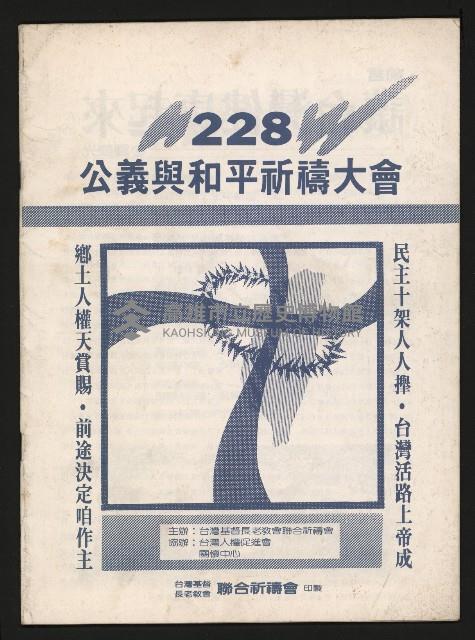 228
公義與和平祈禱大會
民主十架人人揹・台灣活路上帝成
鄉土人權天賞賜・前途決定咱作主
高雄市立歷史博物館
KAOHSIUNG MUSEUM OF HISTORY
主辦：台灣基督長老教會聯合祈禱會
協辦：台灣人權促進會
關懷中心
台灣基督長老教會 聯合祈禱會 印製